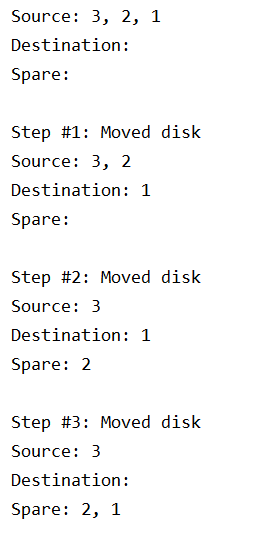 Source: 3, 2, 1
Destination:
Spare:

Step #1: Moved disk
Source: 3, 2
Destination: 1
Spare:

Step #2: Moved disk
Source: 3
Destination: 1
Spare: 2

Step #3: Moved disk
Source: 3
Destination:
Spare: 2, 1